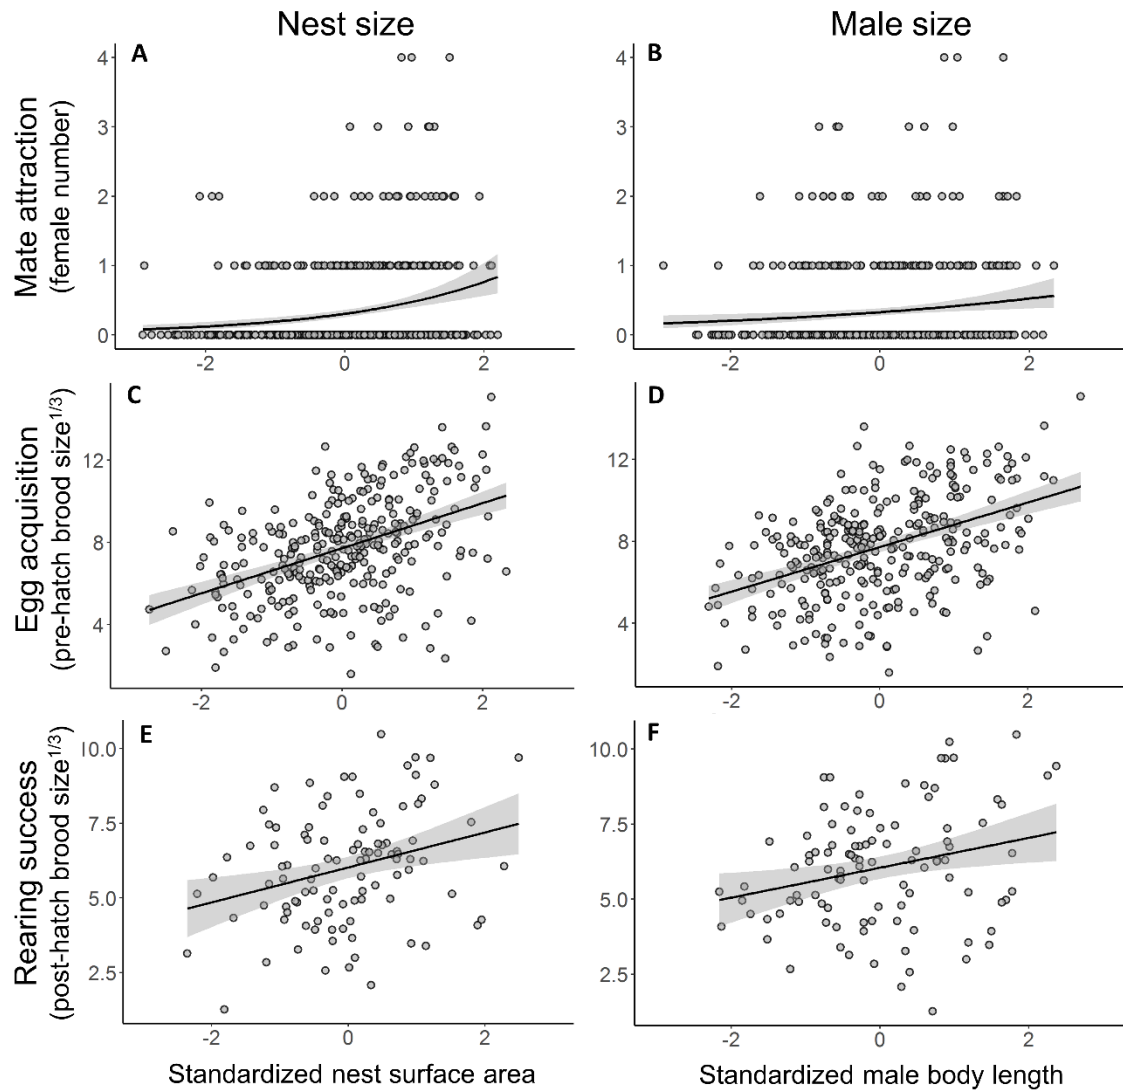 Nest size
Male size
A
B
Mate attraction
(female number)
4
3
2
1
0
4
3
2
1
0
-2 0 2
-2 0 2
C
D
Egg acquisition
(pre-hatch brood size1/3)
12
8
4
12
8
4
-2 0 2
-2 0 2
E
F
Rearing success
(post-hatch brood size1/3)
10.0
7.5
5.0
2.5
10.0
7.5
5.0
2.5
-2 0 2
-2 0 2
Standardized nest surface area
Standardized male body length